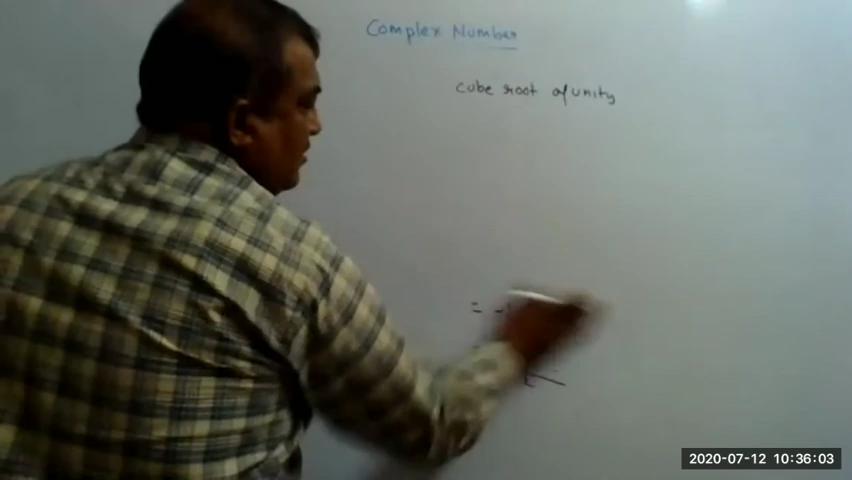 Complex Number
cube root of unity
= -
2020-07-12 10:36:03